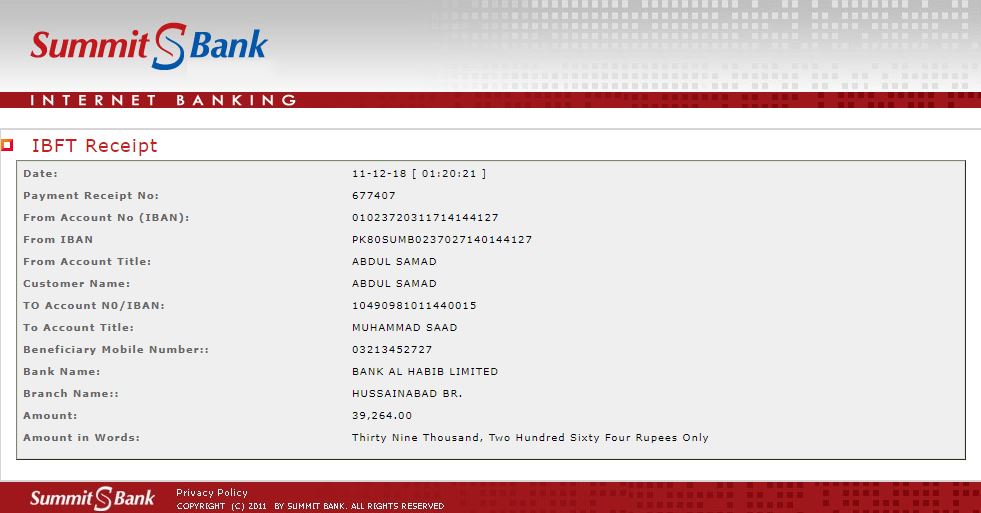 Summit S Bank
INTERNET BANKING
IBFT Receipt
Date: 11-12-18 [ 01:20:21 ]
Payment Receipt No: 677407
From Account No (IBAN): 01023720311714144127
From IBAN PK80SUMB0237027140144127
From Account Title: ABDUL SAMAD
Customer Name: ABDUL SAMAD
TO Account N0/IBAN: 10490981011440015
To Account Title: MUHAMMAD SAAD
Beneficiary Mobile Number:: 03213452727
Bank Name: BANK AL HABIB LIMITED
Branch Name:: HUSSAINABAD BR.
Amount: 39,264.00
Amount in Words: Thirty Nine Thousand, Two Hundred Sixty Four Rupees Only
Summit S Bank
Privacy Policy
COPYRIGHT (C) 2011 BY SUMMIT BANK. ALL RIGHTS RESERVED